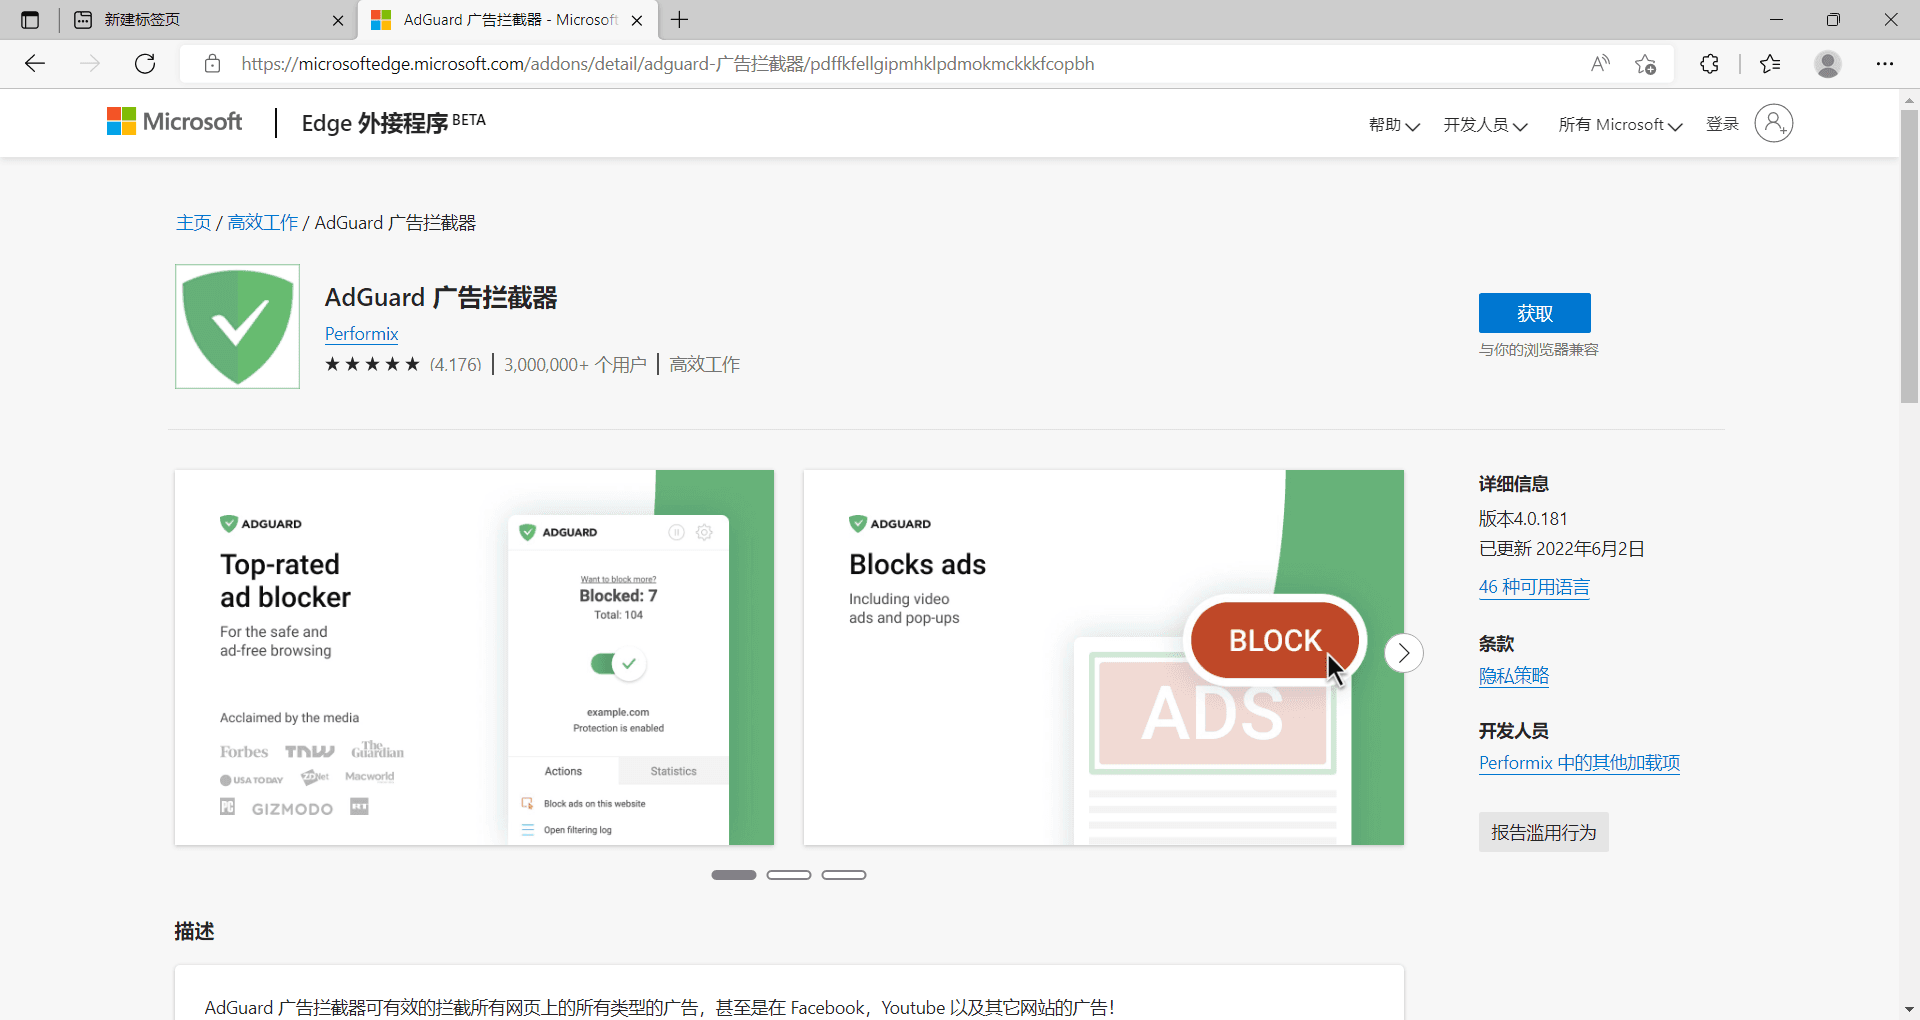 新建标签页
AdGuard 广告拦截器 - Microsoft
https://microsoftedge.microsoft.com/addons/detail/adguard-广告拦截器/pdffkfellgipmhklpdmokmckkkfcopbh
Microsoft
Edge 外接程序 BETA
帮助
开发人员
所有 Microsoft
登录
主页 / 高效工作 / AdGuard 广告拦截器
AdGuard 广告拦截器
Performix
(4,176)
3,000,000+ 个用户
高效工作
获取
与你的浏览器兼容
ADGUARD
Top-rated
ad blocker
For the safe and
ad-free browsing
Acclaimed by the media
Forbes TNW The Guardian
USA TODAY ZDNet Macworld
PC GIZMODO RT
ADGUARD
Want to block more?
Blocked: 7
Total: 104
example.com
Protection is enabled
Actions
Statistics
Block ads on this website
Open filtering log
ADGUARD
Blocks ads
Including video
ads and pop-ups
BLOCK
ADS
详细信息
版本4.0.181
已更新 2022年6月2日
46 种可用语言
条款
隐私策略
开发人员
Performix 中的其他加载项
报告滥用行为
描述
AdGuard 广告拦截器可有效的拦截所有网页上的所有类型的广告，甚至是在 Facebook，Youtube 以及其它网站的广告！